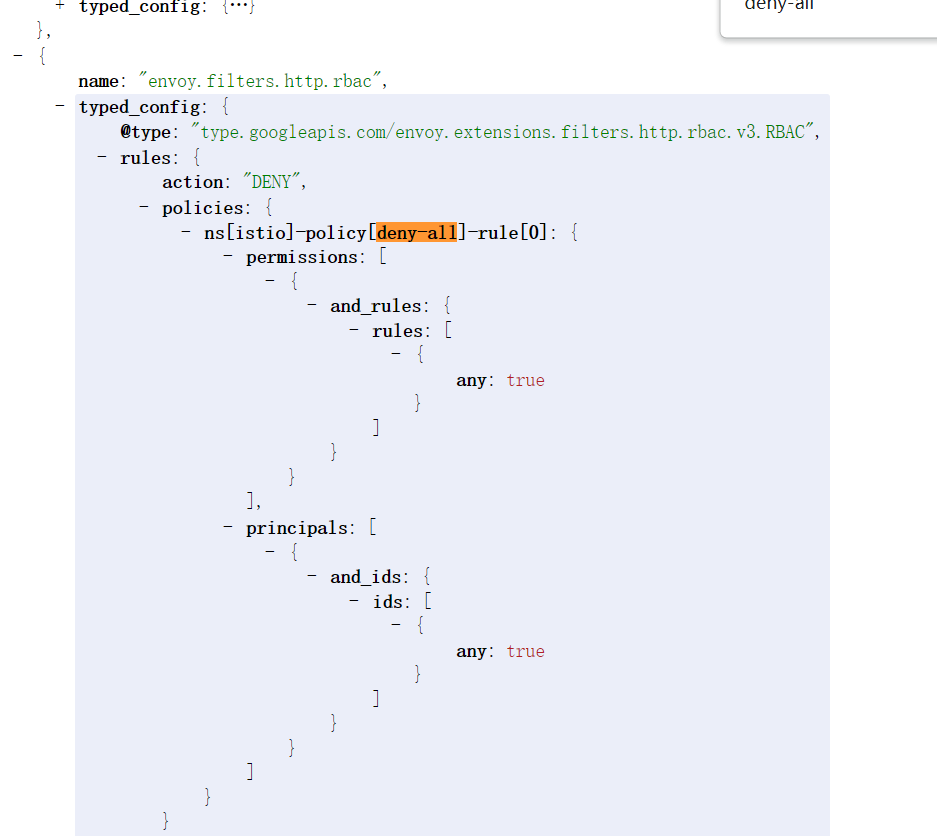 deny-all
+ typed_config: {…}
},
- {
name: "envoy.filters.http.rbac",
- typed_config: {
@type: "type.googleapis.com/envoy.extensions.filters.http.rbac.v3.RBAC",
- rules: {
action: "DENY",
- policies: {
- ns[istio]-policy[deny-all]-rule[0]: {
- permissions: [
- {
- and_rules: {
- rules: [
- {
any: true
}
]
}
}
],
- principals: [
- {
- and_ids: {
- ids: [
- {
any: true
}
]
}
}
]
}
}